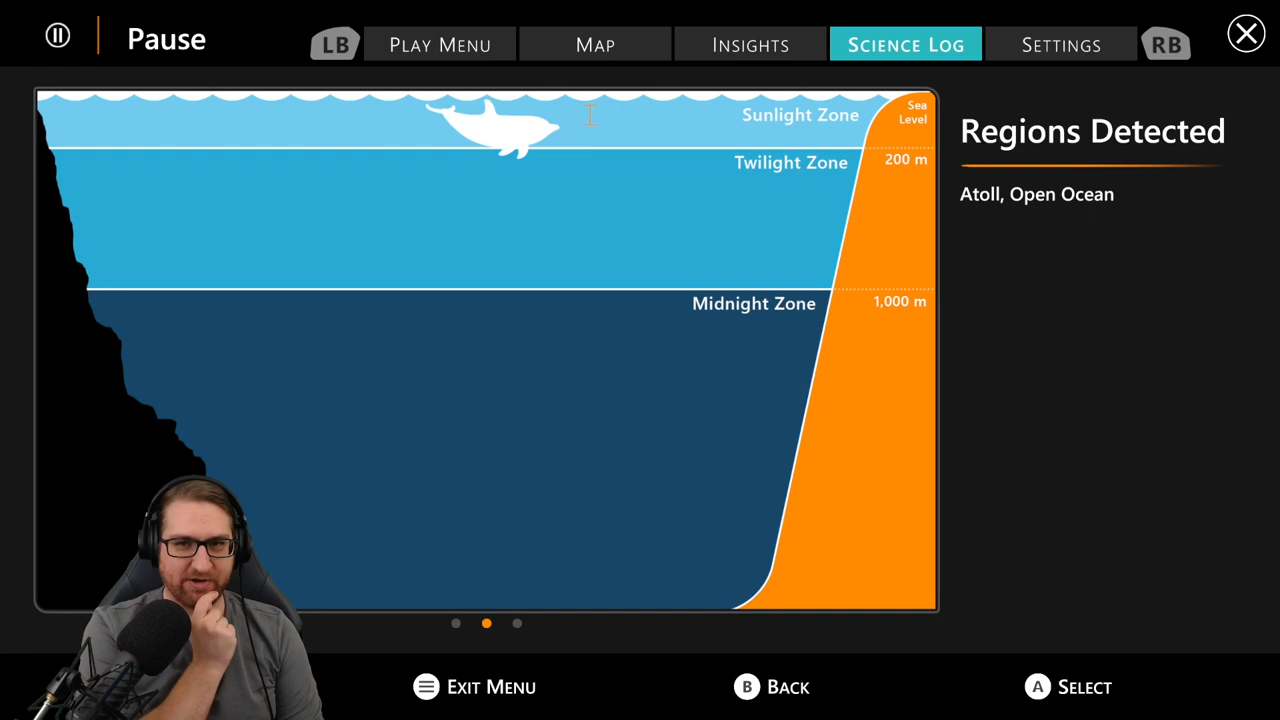 Pause
LB
PLAY MENU
MAP
INSIGHTS
SCIENCE LOG
SETTINGS
RB
Sunlight Zone
Sea
Level
Twilight Zone
200 m
Midnight Zone
1,000 m
Regions Detected
Atoll, Open Ocean
EXIT MENU
B BACK
A SELECT